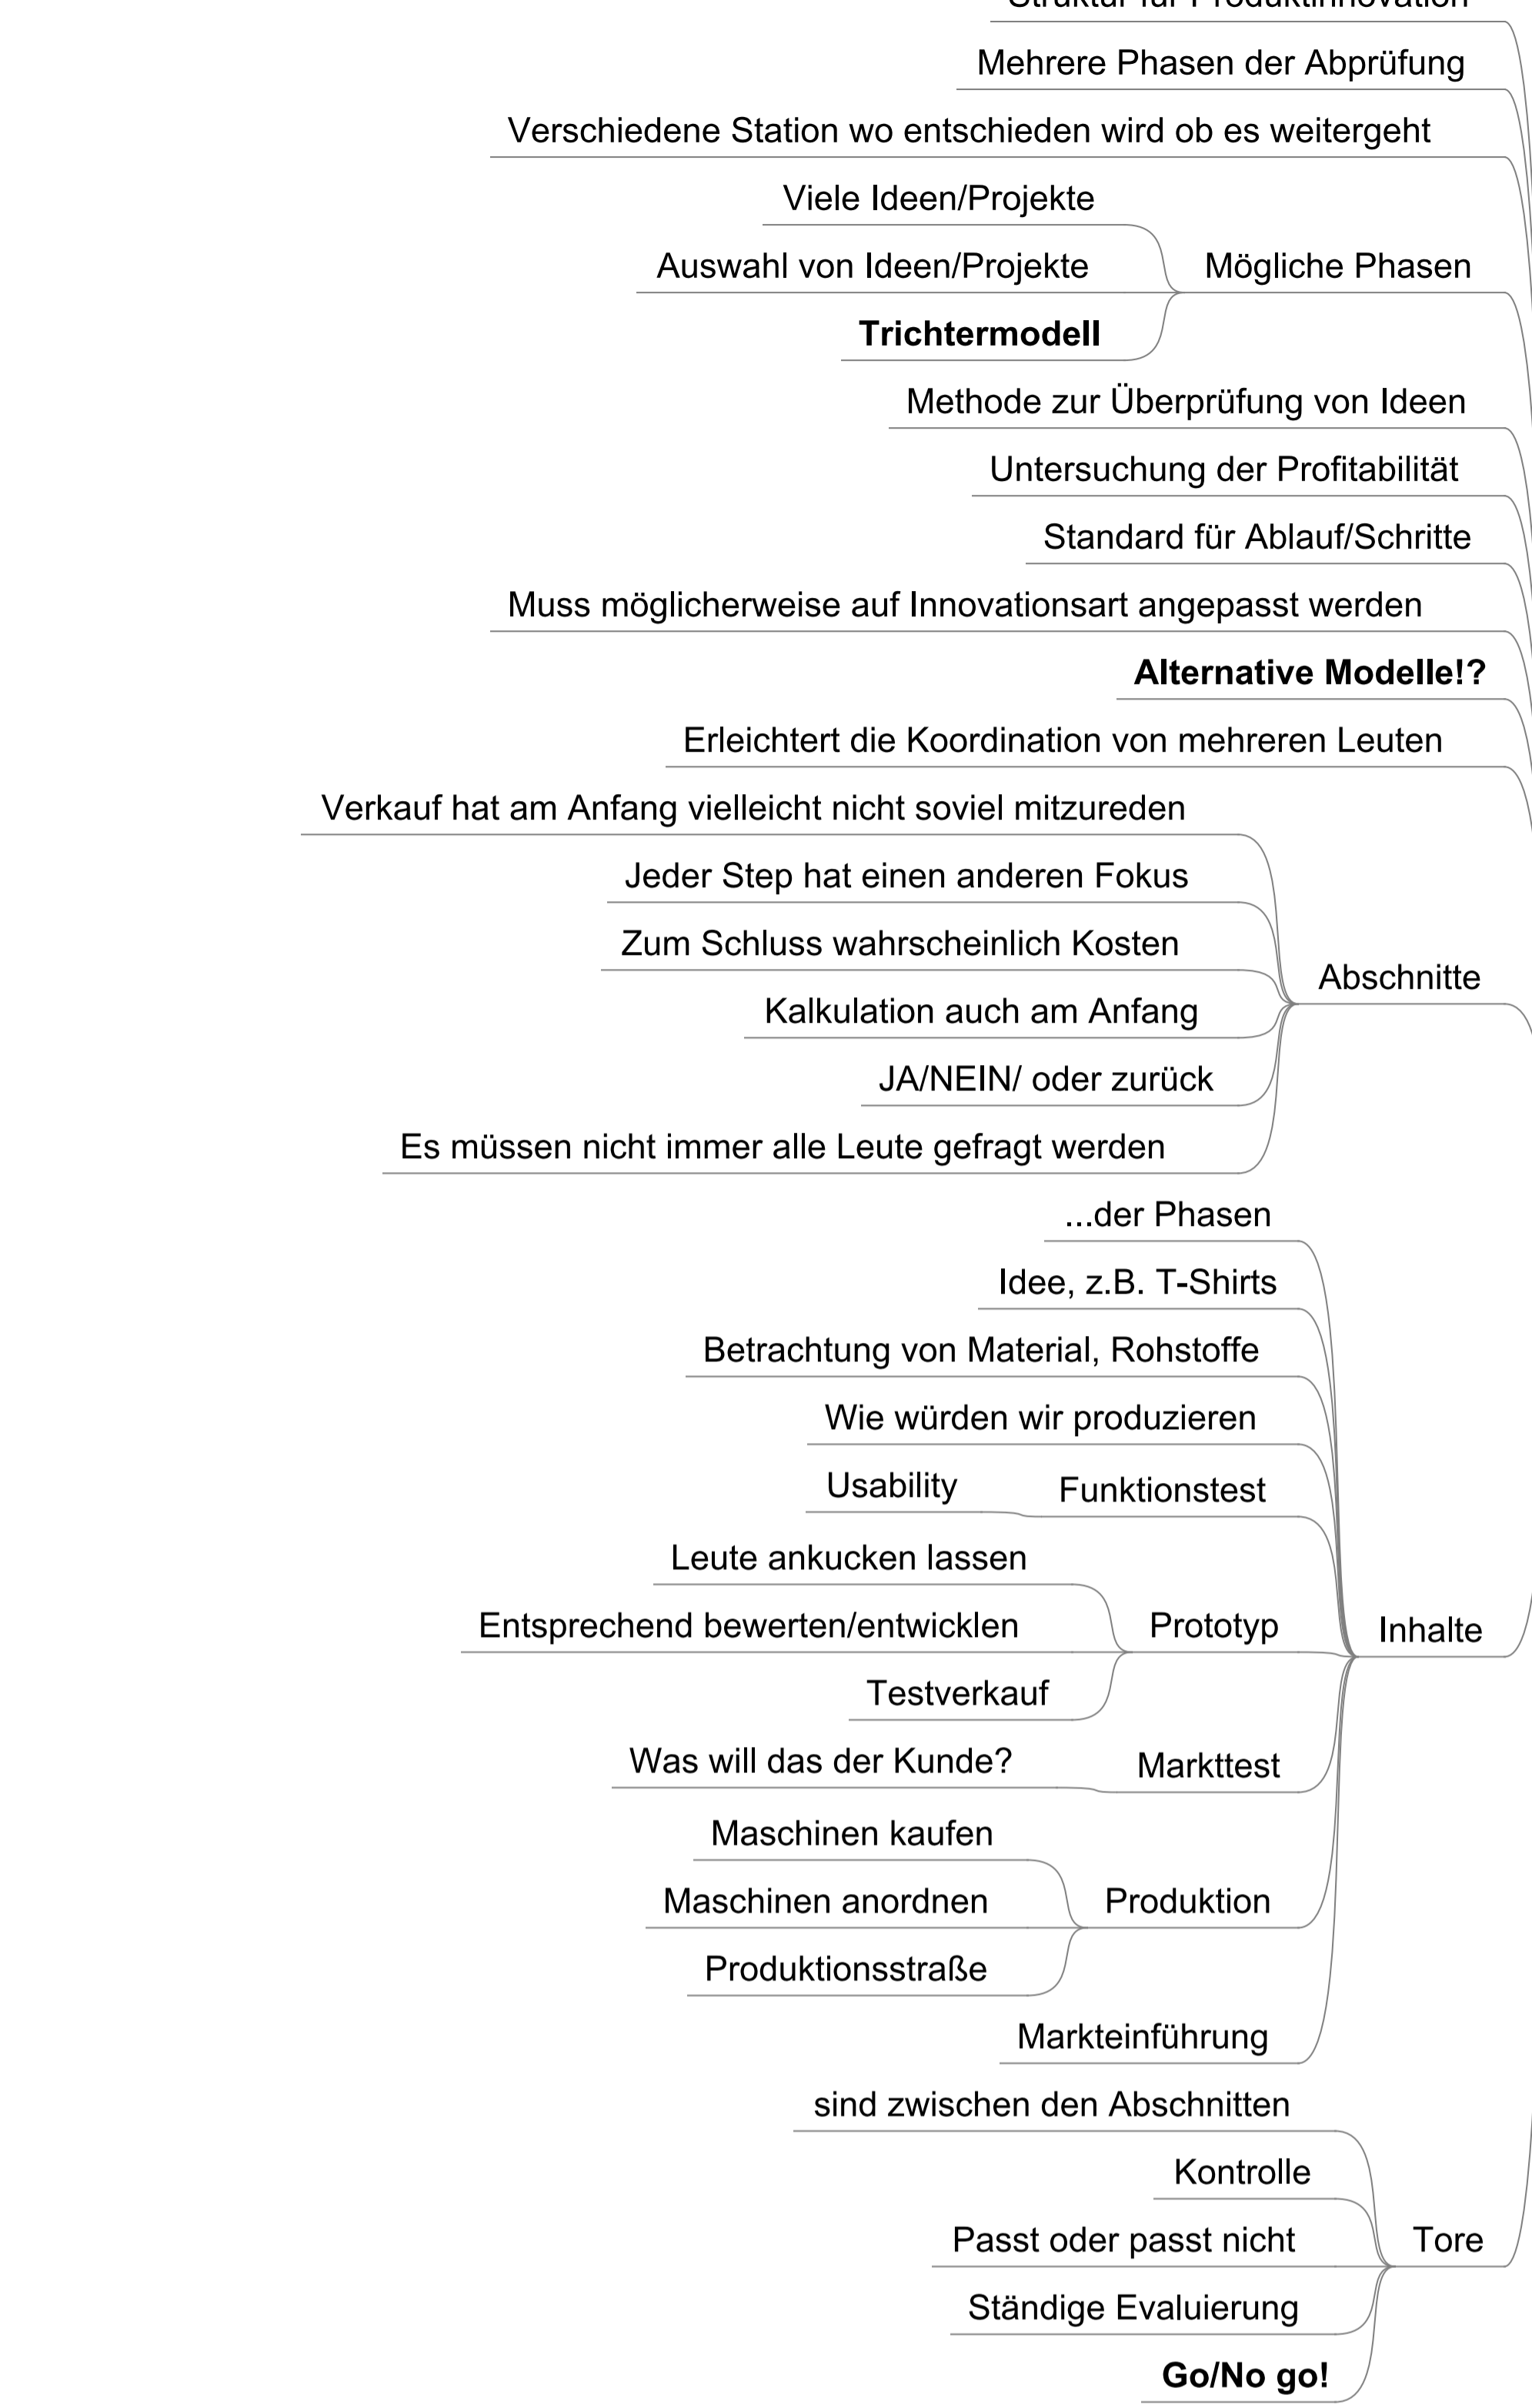 Struktur für Produktinnovation
Mehrere Phasen der Abprüfung
Verschiedene Station wo entschieden wird ob es weitergeht
Viele Ideen/Projekte
Auswahl von Ideen/Projekte
Mögliche Phasen
Trichtermodell
Methode zur Überprüfung von Ideen
Untersuchung der Profitabilität
Standard für Ablauf/Schritte
Muss möglicherweise auf Innovationsart angepasst werden
Alternative Modelle!?
Erleichtert die Koordination von mehreren Leuten
Verkauf hat am Anfang vielleicht nicht soviel mitzureden
Jeder Step hat einen anderen Fokus
Zum Schluss wahrscheinlich Kosten
Abschnitte
Kalkulation auch am Anfang
JA/NEIN/ oder zurück
Es müssen nicht immer alle Leute gefragt werden
...der Phasen
Idee, z.B. T-Shirts
Betrachtung von Material, Rohstoffe
Wie würden wir produzieren
Usability
Funktionstest
Leute ankucken lassen
Entsprechend bewerten/entwicklen
Prototyp
Inhalte
Testverkauf
Was will das der Kunde?
Markttest
Maschinen kaufen
Maschinen anordnen
Produktion
Produktionsstraße
Markteinführung
sind zwischen den Abschnitten
Kontrolle
Passt oder passt nicht
Tore
Ständige Evaluierung
Go/No go!